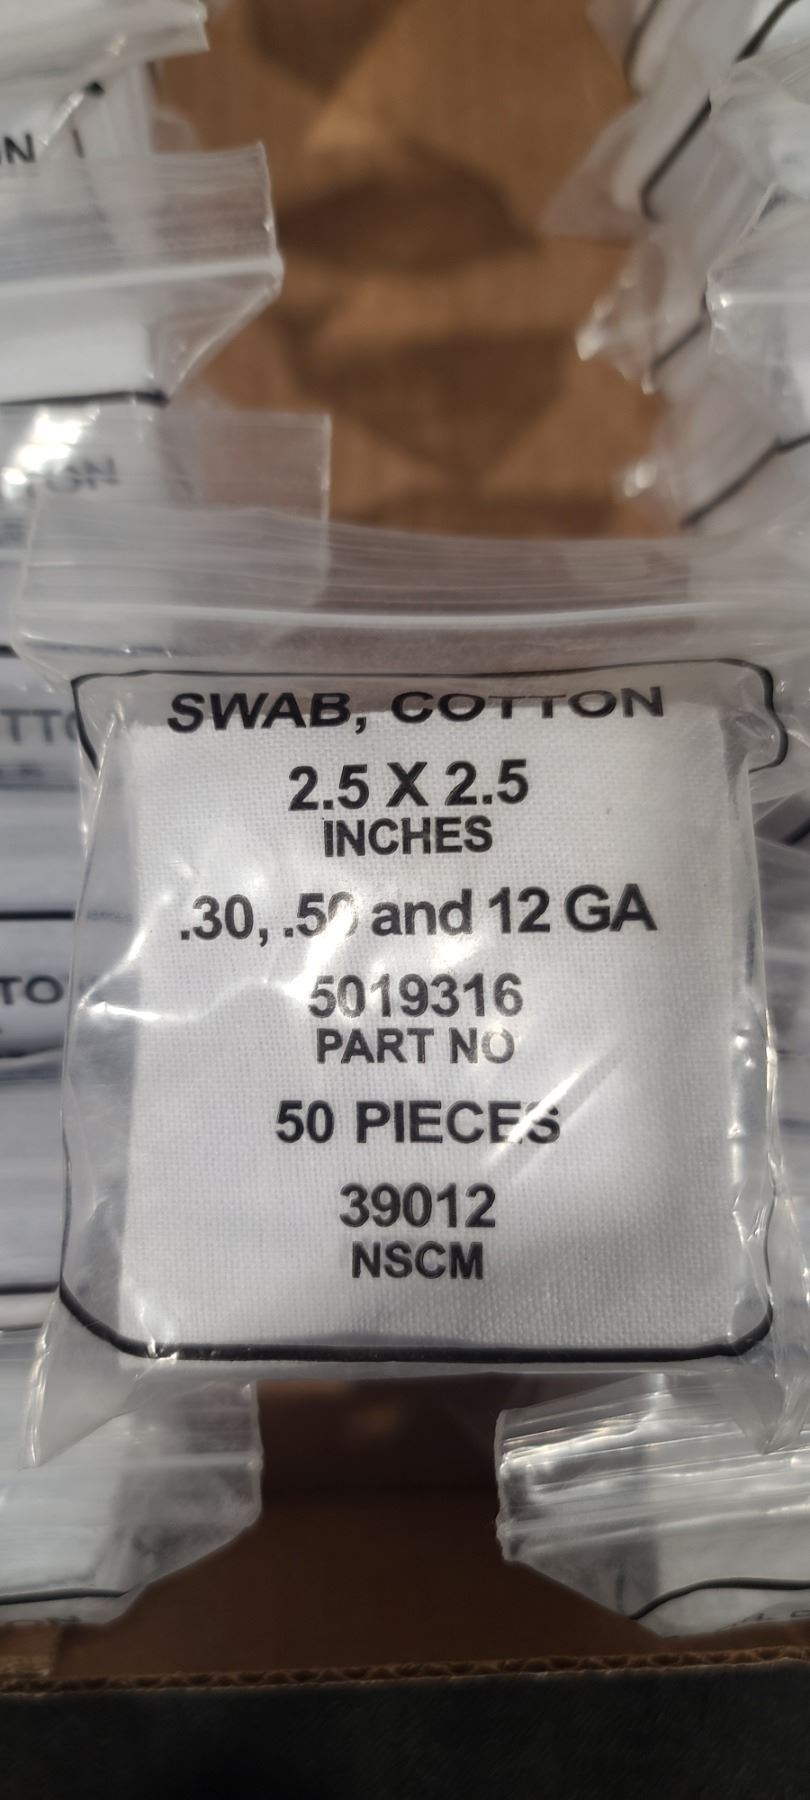 SWAB, COTTON
2.5 X 2.5
INCHES
.30, .50 and 12 GA
5019316
PART NO
50 PIECES
39012
NSCM